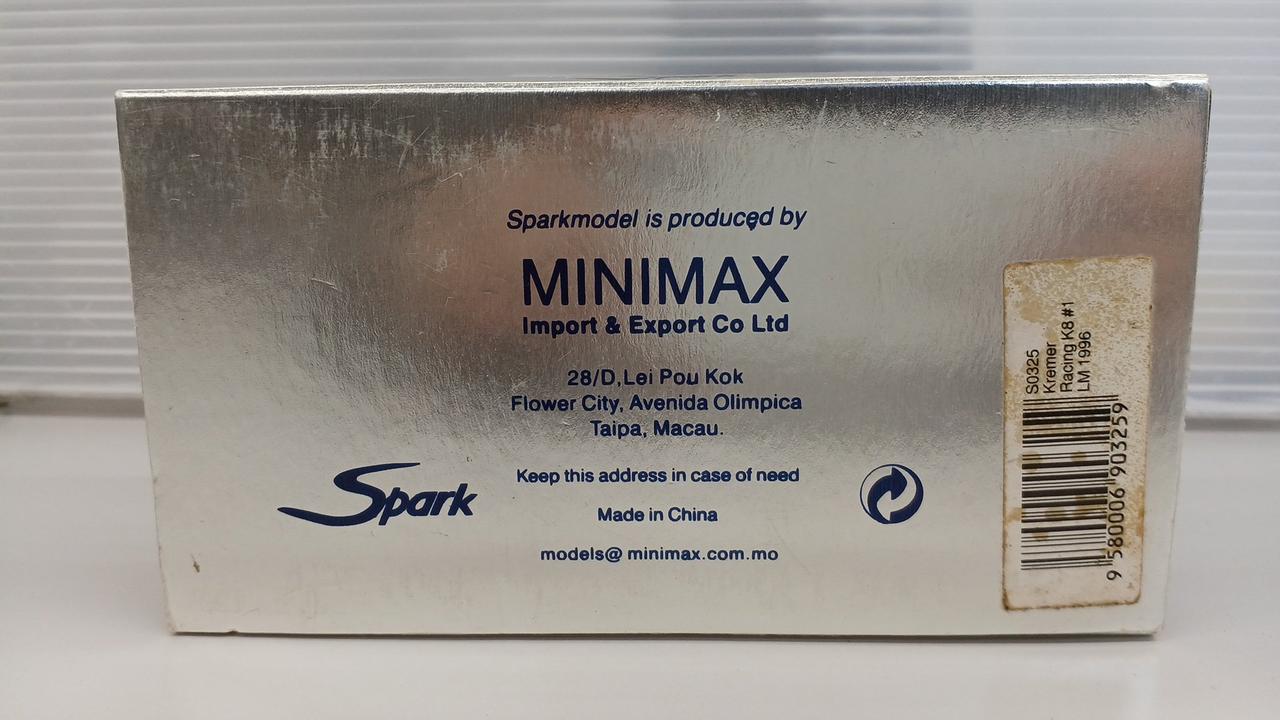 Sparkmodel is produced by
MINIMAX
Import & Export Co Ltd
28/D,Lei Pou Kok
Flower City, Avenida Olimpica
Taipa, Macau.
Keep this address in case of need
Spark
Made in China
models@ minimax.com.mo
S0325
Kremer
Racing K8 #1
LM 1996
9 580006 903259